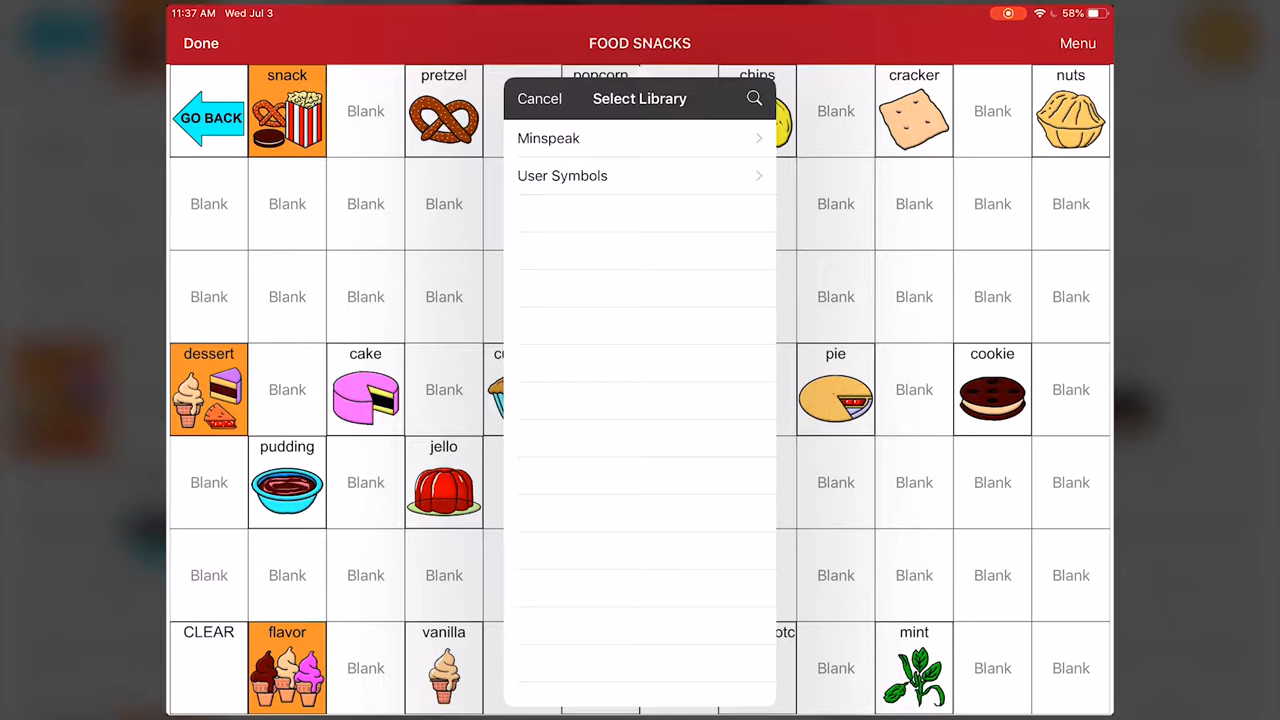 11:37 AM Wed Jul 3 58%
Done FOOD SNACKS Menu
snack pretzel popcorn chips cracker nuts
GO BACK Blank Blank Blank
Cancel Select Library
Minspeak
User Symbols
Blank Blank Blank Blank Blank Blank Blank Blank
Blank Blank Blank Blank Blank Blank Blank Blank
dessert cake pie cookie
Blank Blank Blank Blank
pudding jello
Blank Blank Blank Blank Blank Blank
Blank Blank Blank Blank Blank Blank Blank Blank
CLEAR flavor vanilla mint
Blank Blank Blank Blank